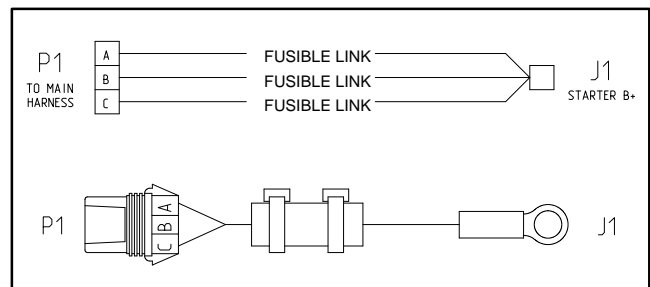 P1
TO MAIN
HARNESS
A
B
C
FUSIBLE LINK
FUSIBLE LINK
FUSIBLE LINK
J1
STARTER B+
P1
A
B
C
J1